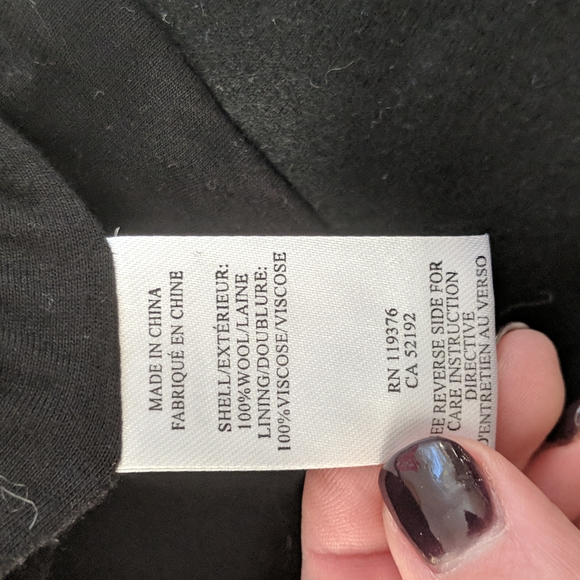 MADE IN CHINA
FABRIQUÉ EN CHINE
SHELL/EXTÉRIEUR:
100%WOOL/LAINE
LINING/DOUBLURE:
100%VISCOSE/VISCOSE
RN 119376
CA 52192
EE REVERSE SIDE FOR
CARE INSTRUCTION
DIRECTIVE
D'ENTRETIEN AU VERSO